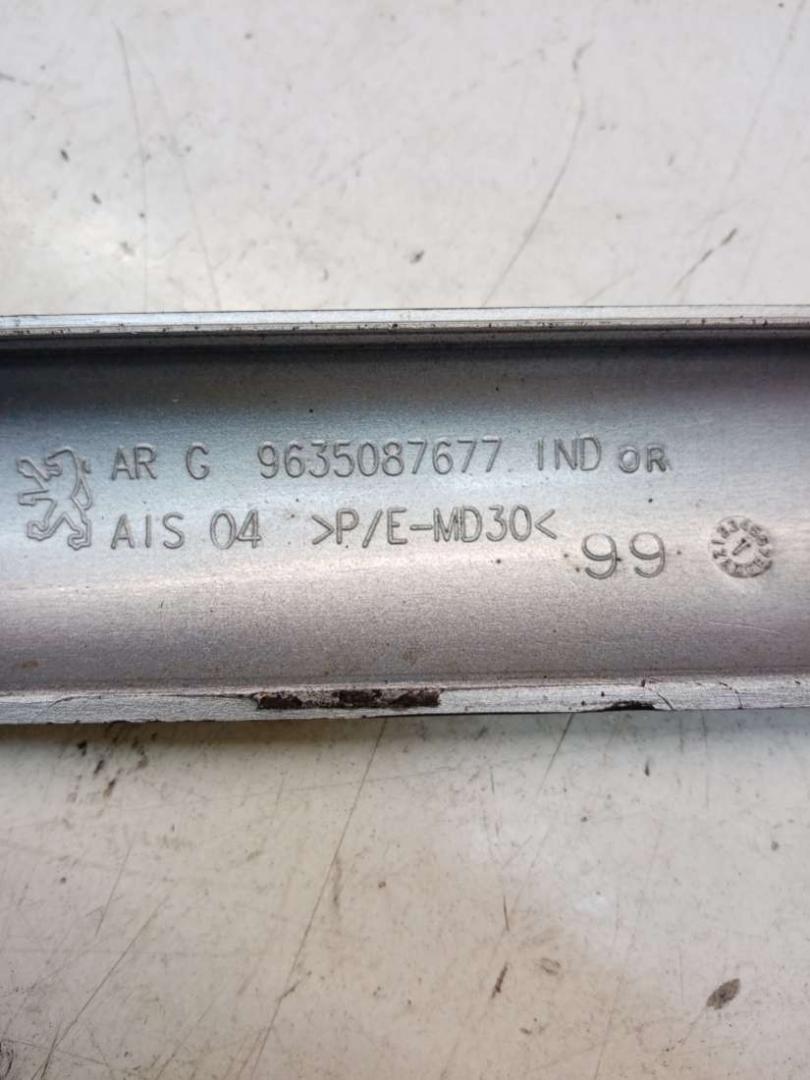 AR G 9635087677 IND OR
AIS 04 >P/E-MD30< 99